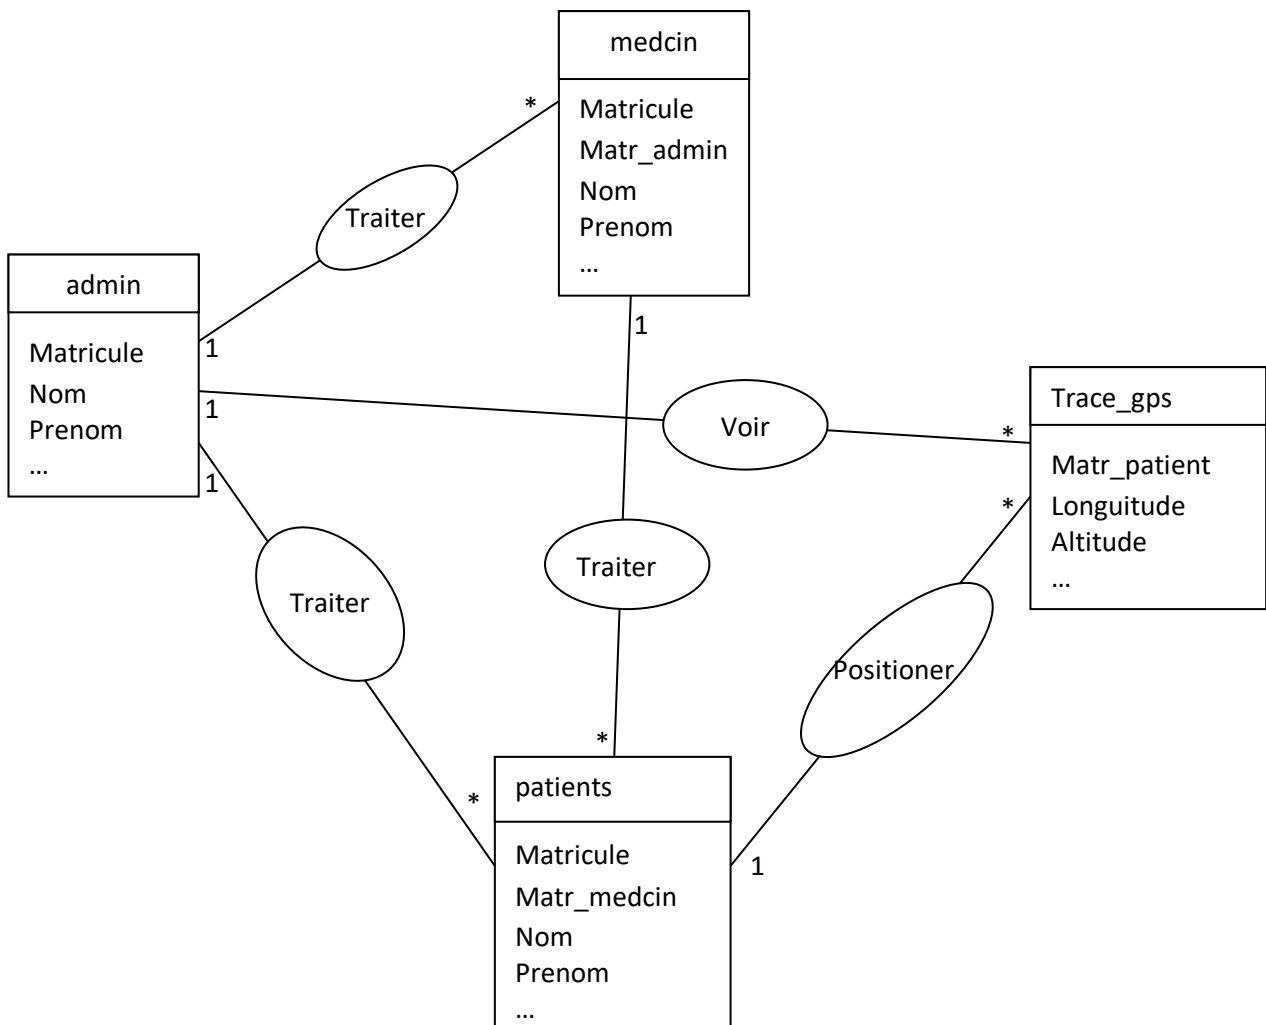 medcin
Matricule
Matr_admin
Nom
Prenom
...
*
Traiter
admin
Matricule
Nom
Prenom
...
1
1
1
1
Voir
*
Trace_gps
Matr_patient
Longuitude
Altitude
...
*
Traiter
Traiter
Positioner
*
*
1
patients
Matricule
Matr_medcin
Nom
Prenom
...